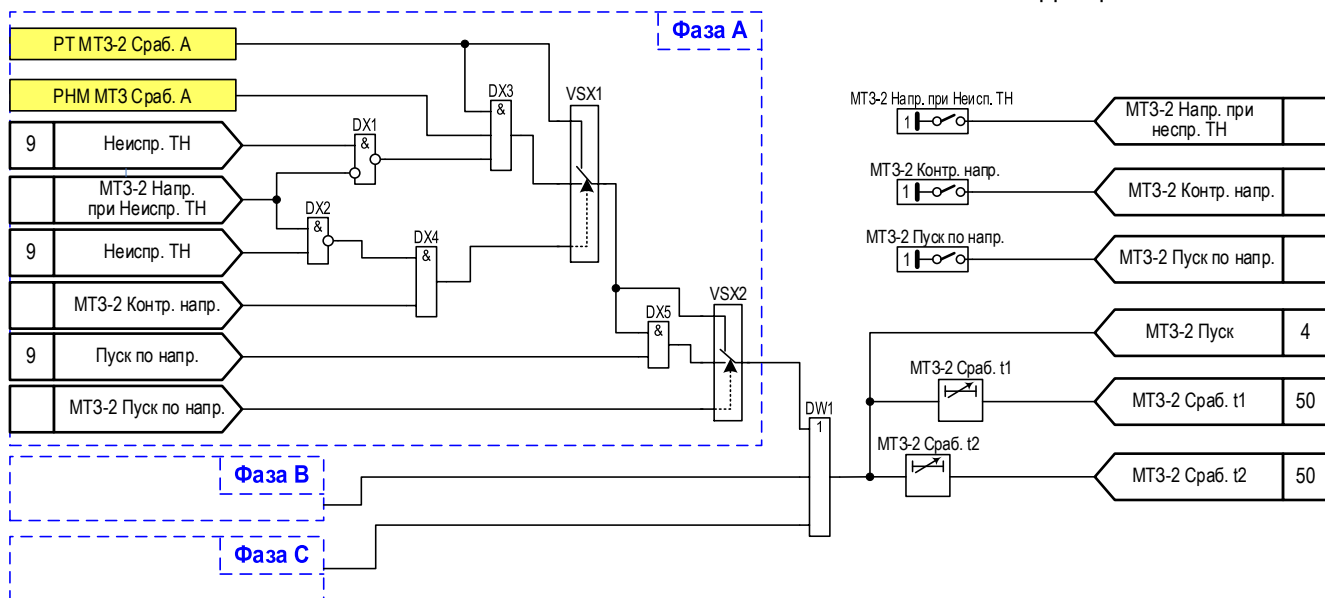 Фаза А
РТ МТЗ-2 Сраб. А
РНМ МТЗ Сраб. А
DX3
&
VSX1
DX1
&
9
Неиспр. ТН
МТЗ-2 Напр.
при Неиспр. ТН
DX2
&
DX4
&
9
Неиспр. ТН
МТЗ-2 Контр. напр.
DX5
&
VSX2
9
Пуск по напр.
МТЗ-2 Пуск по напр.
DW1
1
Фаза В
Фаза С
МТЗ-2 Напр. при Неисп. ТН
1
МТЗ-2 Напр. при
неспр. ТН
МТЗ-2 Контр. напр.
1
МТЗ-2 Контр. напр.
МТЗ-2 Пуск по напр.
1
МТЗ-2 Пуск по напр.
МТЗ-2 Пуск
4
МТЗ-2 Сраб. t1
МТЗ-2 Сраб. t1
50
МТЗ-2 Сраб. t2
МТЗ-2 Сраб. t2
50